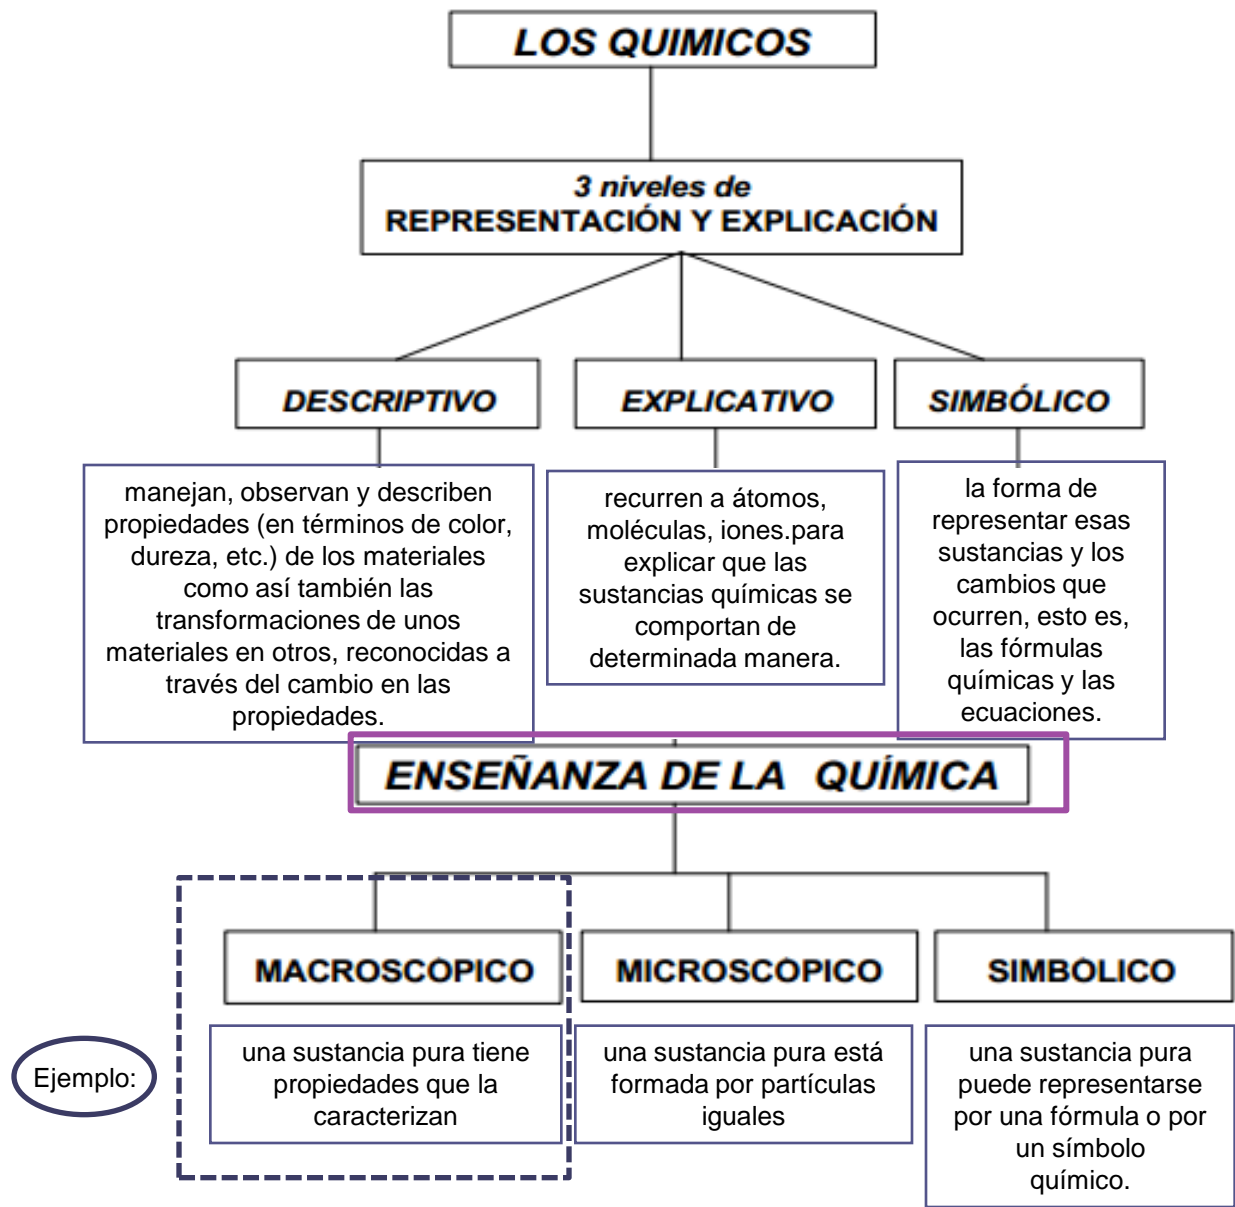 LOS QUIMICOS
3 niveles de
REPRESENTACIÓN Y EXPLICACIÓN
DESCRIPTIVO
EXPLICATIVO
SIMBÓLICO
manejan, observan y describen
propiedades (en términos de color,
dureza, etc.) de los materiales
como así también las
transformaciones de unos
materiales en otros, reconocidas a
través del cambio en las
propiedades.
recurren a átomos,
moléculas, iones.para
explicar que las
sustancias químicas se
comportan de
determinada manera.
la forma de
representar esas
sustancias y los
cambios que
ocurren, esto es,
las fórmulas
químicas y las
ecuaciones.
ENSEÑANZA DE LA QUÍMICA
MACROSCÓPICO
MICROSCÓPICO
SIMBÓLICO
Ejemplo:
una sustancia pura tiene
propiedades que la
caracterizan
una sustancia pura está
formada por partículas
iguales
una sustancia pura
puede representarse
por una fórmula o por
un símbolo
químico.